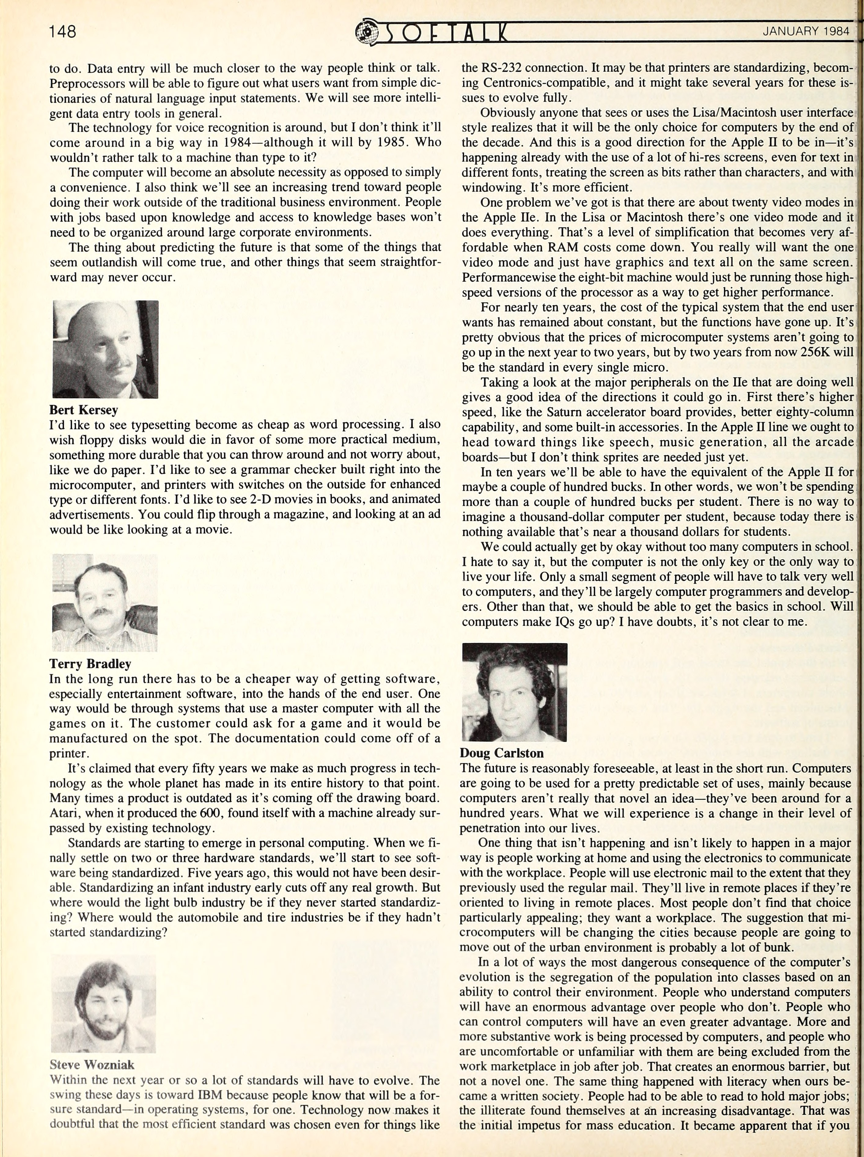 148
SOFTALK
JANUARY 1984
to do. Data entry will be much closer to the way people think or talk.
Preprocessors will be able to figure out what users want from simple dic-
tionaries of natural language input statements. We will see more intelli-
gent data entry tools in general.
The technology for voice recognition is around, but I don't think it'll
come around in a big way in 1984—although it will by 1985. Who
wouldn't rather talk to a machine than type to it?
The computer will become an absolute necessity as opposed to simply
a convenience. I also think we'll see an increasing trend toward people
doing their work outside of the traditional business environment. People
with jobs based upon knowledge and access to knowledge bases won't
need to be organized around large corporate environments.
The thing about predicting the future is that some of the things that
seem outlandish will come true, and other things that seem straightfor-
ward may never occur.
Bert Kersey
I'd like to see typesetting become as cheap as word processing. I also
wish floppy disks would die in favor of some more practical medium,
something more durable that you can throw around and not worry about,
like we do paper. I'd like to see a grammar checker built right into the
microcomputer, and printers with switches on the outside for enhanced
type or different fonts. I'd like to see 2-D movies in books, and animated
advertisements. You could flip through a magazine, and looking at an ad
would be like looking at a movie.
Terry Bradley
In the long run there has to be a cheaper way of getting software,
especially entertainment software, into the hands of the end user. One
way would be through systems that use a master computer with all the
games on it. The customer could ask for a game and it would be
manufactured on the spot. The documentation could come off of a
printer.
It's claimed that every fifty years we make as much progress in tech-
nology as the whole planet has made in its entire history to that point.
Many times a product is outdated as it's coming off the drawing board.
Atari, when it produced the 600, found itself with a machine already sur-
passed by existing technology.
Standards are starting to emerge in personal computing. When we fi-
nally settle on two or three hardware standards, we'll start to see soft-
ware being standardized. Five years ago, this would not have been desir-
able. Standardizing an infant industry early cuts off any real growth. But
where would the light bulb industry be if they never started standardiz-
ing? Where would the automobile and tire industries be if they hadn't
started standardizing?
Steve Wozniak
Within the next year or so a lot of standards will have to evolve. The
swing these days is toward IBM because people know that will be a for-
sure standard—in operating systems, for one. Technology now makes it
doubtful that the most efficient standard was chosen even for things like
the RS-232 connection. It may be that printers are standardizing, becom-
ing Centronics-compatible, and it might take several years for these is-
sues to evolve fully.
Obviously anyone that sees or uses the Lisa/Macintosh user interface
style realizes that it will be the only choice for computers by the end of
the decade. And this is a good direction for the Apple II to be in—it's
happening already with the use of a lot of hi-res screens, even for text in
different fonts, treating the screen as bits rather than characters, and with
windowing. It's more efficient.
One problem we've got is that there are about twenty video modes in
the Apple IIe. In the Lisa or Macintosh there's one video mode and it
does everything. That's a level of simplification that becomes very af-
fordable when RAM costs come down. You really will want the one
video mode and just have graphics and text all on the same screen.
Performancewise the eight-bit machine would just be running those high-
speed versions of the processor as a way to get higher performance.
For nearly ten years, the cost of the typical system that the end user
wants has remained about constant, but the functions have gone up. It's
pretty obvious that the prices of microcomputer systems aren't going to
go up in the next year to two years, but by two years from now 256K will
be the standard in every single micro.
Taking a look at the major peripherals on the IIe that are doing well
gives a good idea of the directions it could go in. First there's higher
speed, like the Saturn accelerator board provides, better eighty-column
capability, and some built-in accessories. In the Apple II line we ought to
head toward things like speech, music generation, all the arcade
boards—but I don't think sprites are needed just yet.
In ten years we'll be able to have the equivalent of the Apple II for
maybe a couple of hundred bucks. In other words, we won't be spending
more than a couple of hundred bucks per student. There is no way to
imagine a thousand-dollar computer per student, because today there is
nothing available that's near a thousand dollars for students.
We could actually get by okay without too many computers in school.
I hate to say it, but the computer is not the only key or the only way to
live your life. Only a small segment of people will have to talk very well
to computers, and they'll be largely computer programmers and develop-
ers. Other than that, we should be able to get the basics in school. Will
computers make IQs go up? I have doubts, it's not clear to me.
Doug Carlston
The future is reasonably foreseeable, at least in the short run. Computers
are going to be used for a pretty predictable set of uses, mainly because
computers aren't really that novel an idea—they've been around for a
hundred years. What we will experience is a change in their level of
penetration into our lives.
One thing that isn't happening and isn't likely to happen in a major
way is people working at home and using the electronics to communicate
with the workplace. People will use electronic mail to the extent that they
previously used the regular mail. They'll live in remote places if they're
oriented to living in remote places. Most people don't find that choice
particularly appealing; they want a workplace. The suggestion that mi-
crocomputers will be changing the cities because people are going to
move out of the urban environment is probably a lot of bunk.
In a lot of ways the most dangerous consequence of the computer's
evolution is the segregation of the population into classes based on an
ability to control their environment. People who understand computers
will have an enormous advantage over people who don't. People who
can control computers will have an even greater advantage. More and
more substantive work is being processed by computers, and people who
are uncomfortable or unfamiliar with them are being excluded from the
work marketplace in job after job. That creates an enormous barrier, but
not a novel one. The same thing happened with literacy when ours be-
came a written society. People had to be able to read to hold major jobs;
the illiterate found themselves at an increasing disadvantage. That was
the initial impetus for mass education. It became apparent that if you